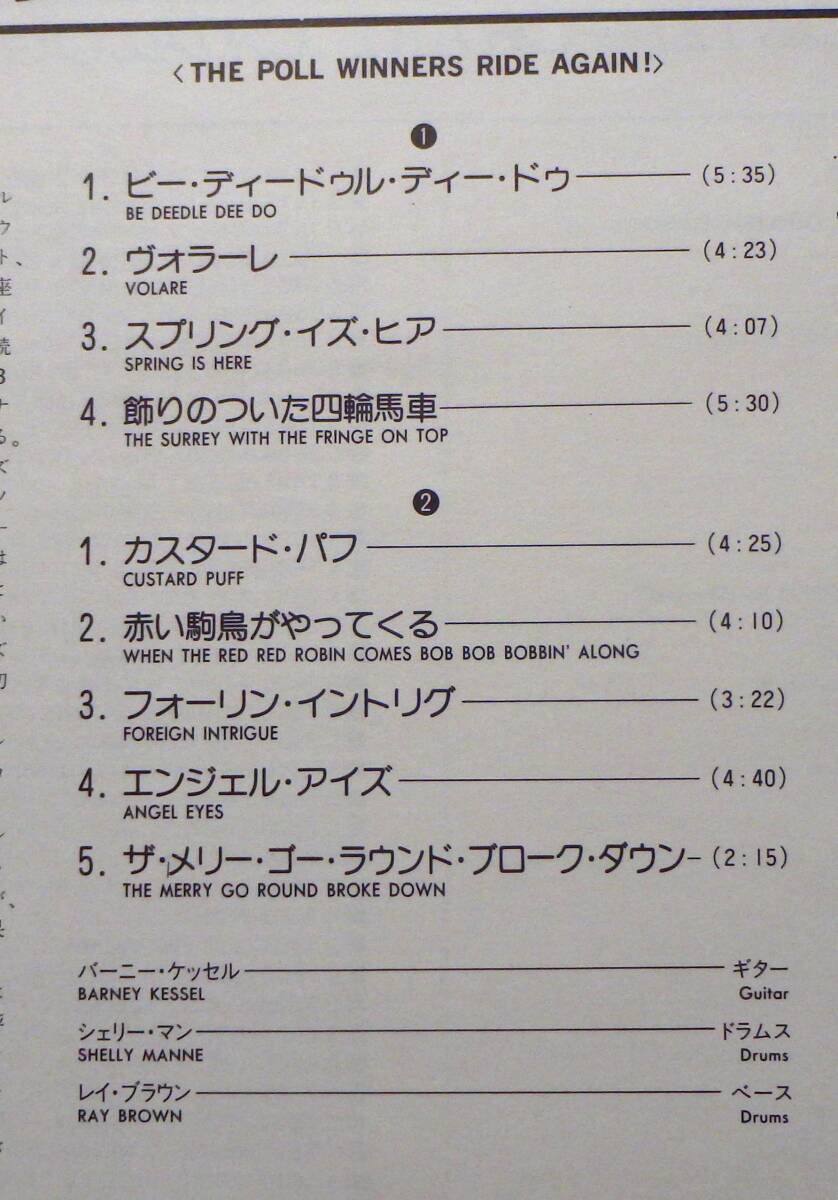 〈THE POLL WINNERS RIDE AGAIN!〉
❶
1. ビー・ディードゥル・ディー・ドゥ (5:35)
BE DEEDLE DEE DO
2. ヴォラーレ (4:23)
VOLARE
3. スプリング・イズ・ヒア (4:07)
SPRING IS HERE
4. 飾りのついた四輪馬車 (5:30)
THE SURREY WITH THE FRINGE ON TOP
❷
1. カスタード・パフ (4:25)
CUSTARD PUFF
2. 赤い駒鳥がやってくる (4:10)
WHEN THE RED RED ROBIN COMES BOB BOB BOBBIN' ALONG
3. フォーリン・イントリグ (3:22)
FOREIGN INTRIGUE
4. エンジェル・アイズ (4:40)
ANGEL EYES
5. ザ・メリー・ゴー・ラウンド・ブローク・ダウン (2:15)
THE MERRY GO ROUND BROKE DOWN
バーニー・ケッセル ギター
BARNEY KESSEL Guitar
シェリー・マン ドラムス
SHELLY MANNE Drums
レイ・ブラウン ベース
RAY BROWN Drums